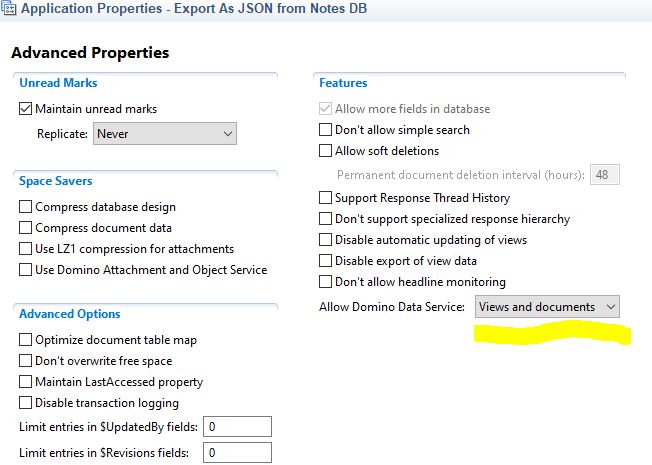 Application Properties - Export As JSON from Notes DB
Advanced Properties
Unread Marks
Maintain unread marks
Replicate: Never
Space Savers
Compress database design
Compress document data
Use LZ1 compression for attachments
Use Domino Attachment and Object Service
Advanced Options
Optimize document table map
Don't overwrite free space
Maintain LastAccessed property
Disable transaction logging
Limit entries in $UpdatedBy fields: 0
Limit entries in $Revisions fields: 0
Features
Allow more fields in database
Don't allow simple search
Allow soft deletions
Permanent document deletion interval (hours): 48
Support Response Thread History
Don't support specialized response hierarchy
Disable automatic updating of views
Disable export of view data
Don't allow headline monitoring
Allow Domino Data Service: Views and documents